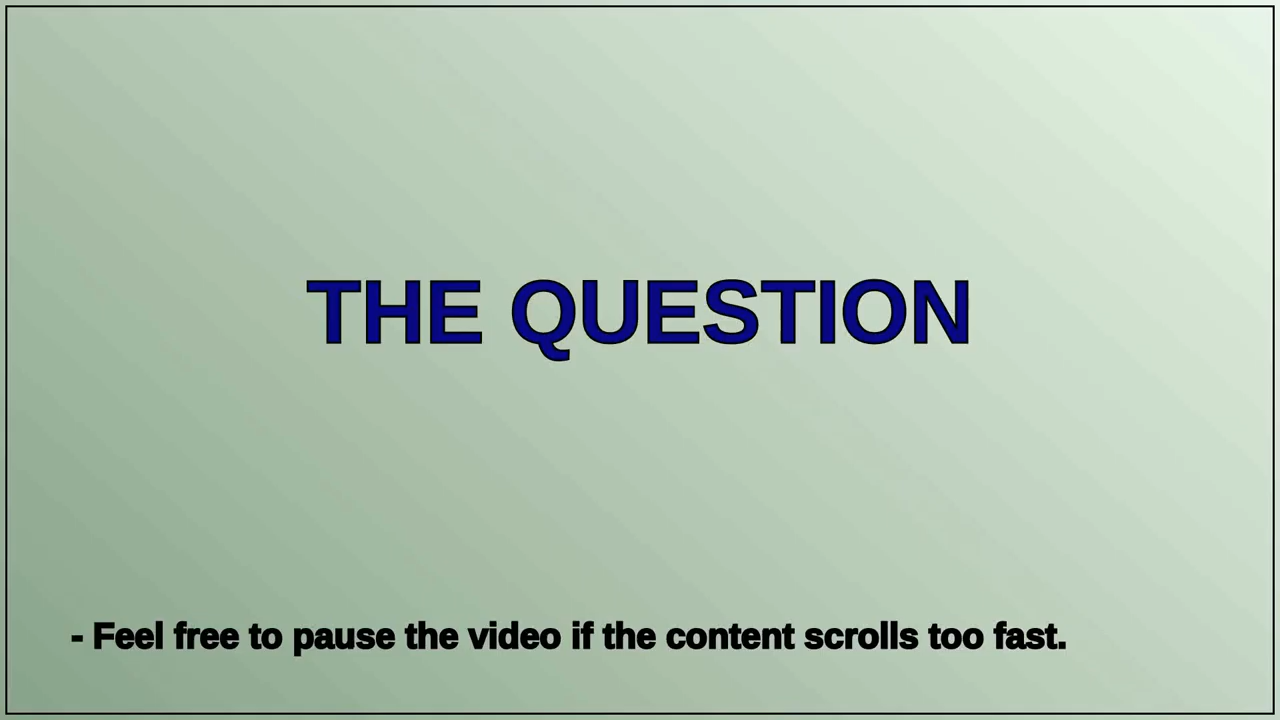 THE QUESTION
- Feel free to pause the video if the content scrolls too fast.